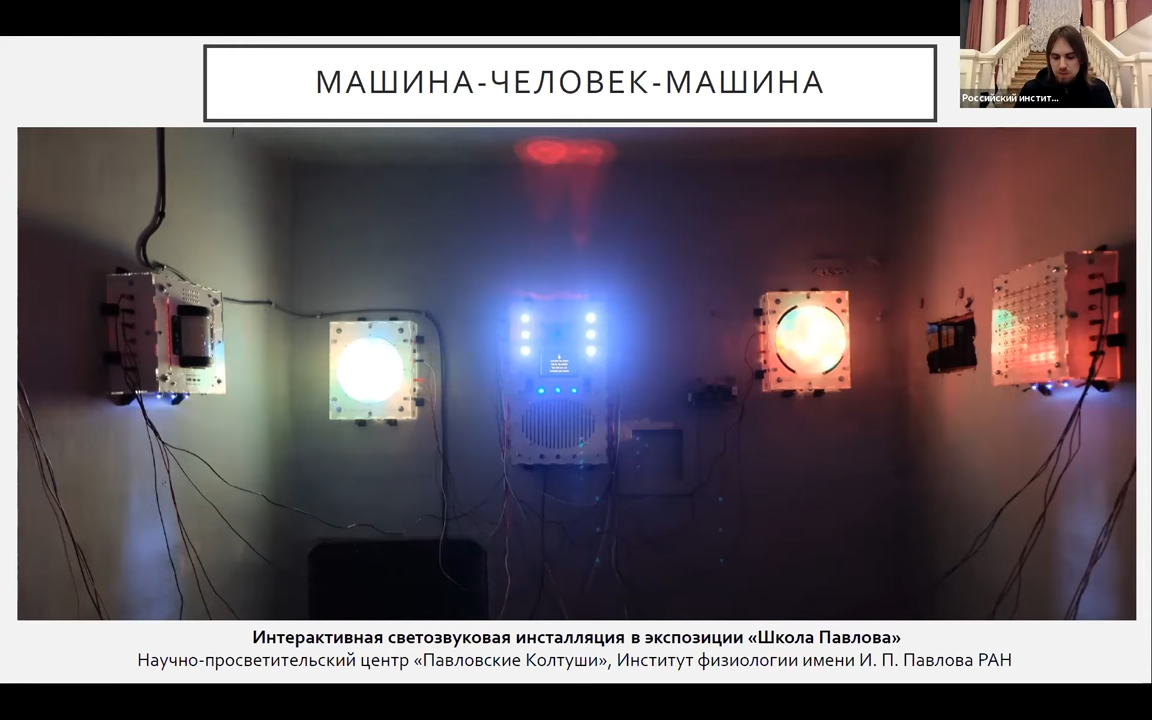 МАШИНА-ЧЕЛОВЕК-МАШИНА
Российский инстит...
Интерактивная светозвуковая инсталляция в экспозиции «Школа Павлова»
Научно-просветительский центр «Павловские Колтуши», Институт физиологии имени И. П. Павлова РАН